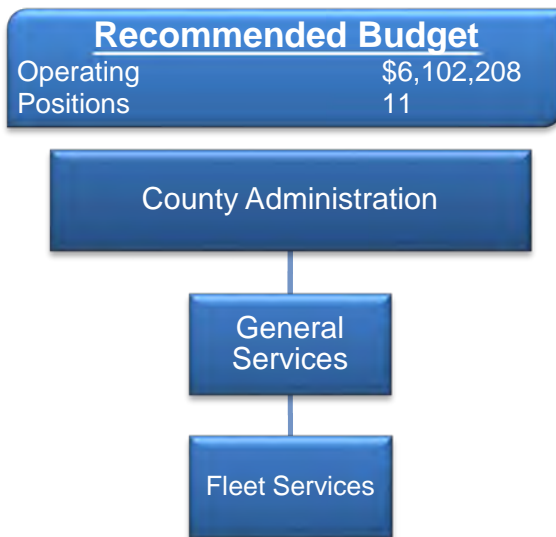 Recommended Budget
Operating $6,102,208
Positions 11
County Administration
General
Services
Fleet Services